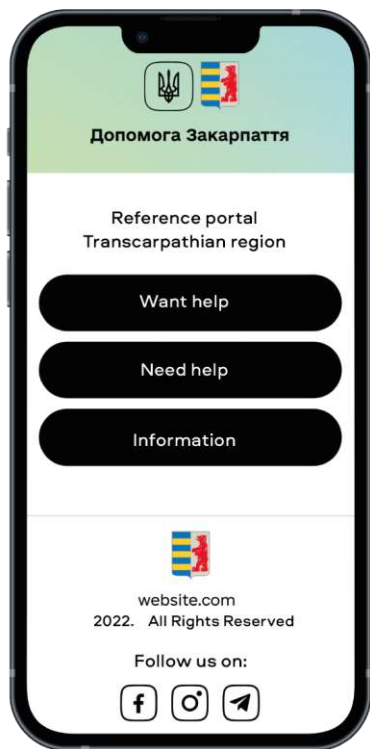 Допомога Закарпаття
Reference portal
Transcarpathian region
Want help
Need help
Information
website.com
2022. All Rights Reserved
Follow us on: